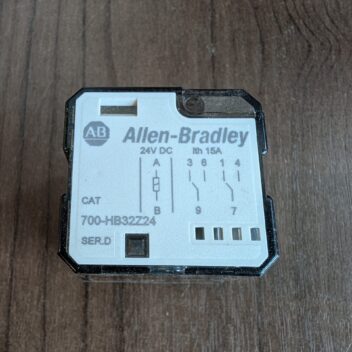 AB Allen-Bradley
24V DC Ith 15A
A 3 6 1 4
B 9 7
CAT
700-HB32Z24
SER.D